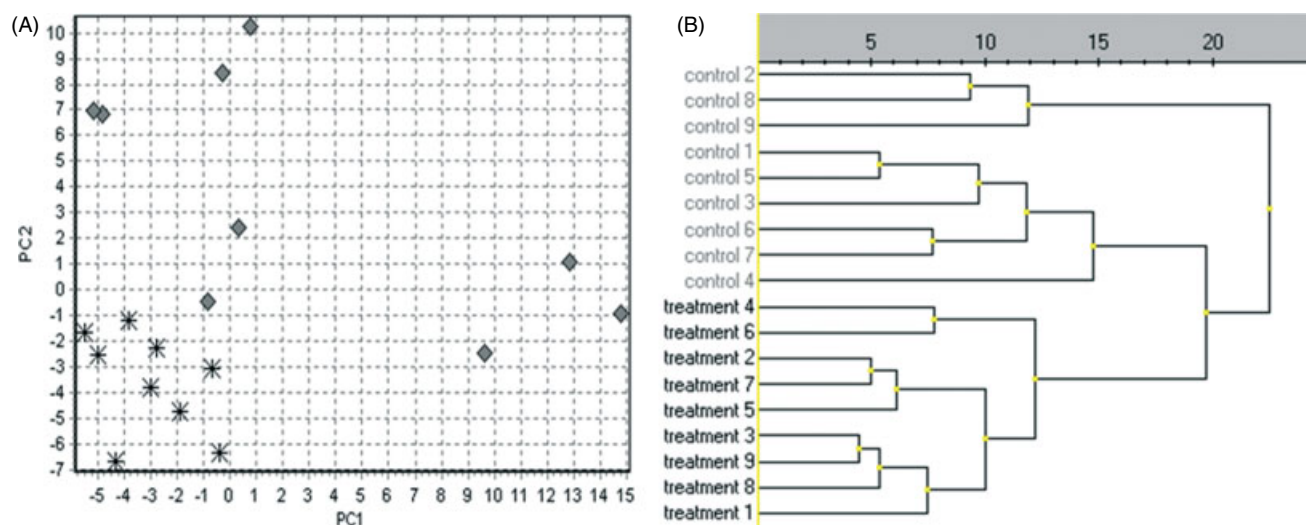 (A)
10
9
8
7
6
5
4
3
2
1
0
-1
-2
-3
-4
-5
-6
-7
PC2
-5 -4 -3 -2 -1 0 1 2 3 4 5 6 7 8 9 10 11 12 13 14 15
PC1
(B)
5 10 15 20
control 2
control 8
control 9
control 1
control 5
control 3
control 6
control 7
control 4
treatment 4
treatment 6
treatment 2
treatment 7
treatment 5
treatment 3
treatment 9
treatment 8
treatment 1